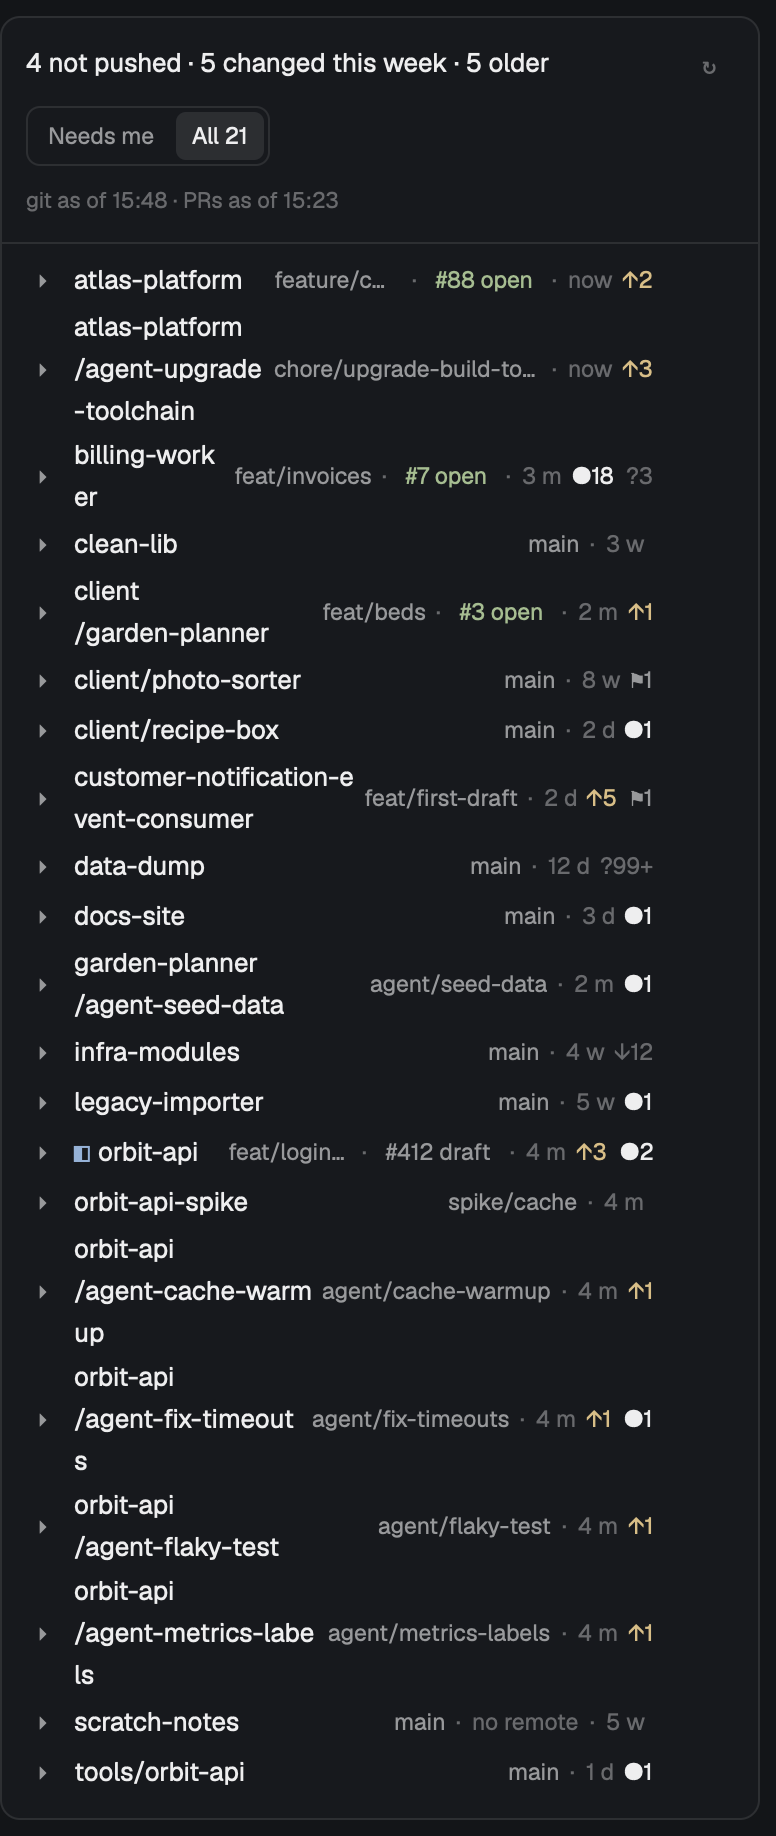 4 not pushed · 5 changed this week · 5 older ↻
Needs me All 21
git as of 15:48 · PRs as of 15:23
atlas-platform feature/c… · #88 open · now ↑2
atlas-platform
/agent-upgrade chore/upgrade-build-to… · now ↑3
-toolchain
billing-work
er feat/invoices · #7 open · 3 m ●18 ?3
clean-lib main · 3 w
client
/garden-planner feat/beds · #3 open · 2 m ↑1
client/photo-sorter main · 8 w ⚑1
client/recipe-box main · 2 d ●1
customer-notification-e
vent-consumer feat/first-draft · 2 d ↑5 ⚑1
data-dump main · 12 d ?99+
docs-site main · 3 d ●1
garden-planner
/agent-seed-data agent/seed-data · 2 m ●1
infra-modules main · 4 w ↓12
legacy-importer main · 5 w ●1
◧ orbit-api feat/login… · #412 draft · 4 m ↑3 ●2
orbit-api-spike spike/cache · 4 m
orbit-api
/agent-cache-warm agent/cache-warmup · 4 m ↑1
up
orbit-api
/agent-fix-timeout agent/fix-timeouts · 4 m ↑1 ●1
s
orbit-api
/agent-flaky-test agent/flaky-test · 4 m ↑1
orbit-api
/agent-metrics-labe agent/metrics-labels · 4 m ↑1
ls
scratch-notes main · no remote · 5 w
tools/orbit-api main · 1 d ●1